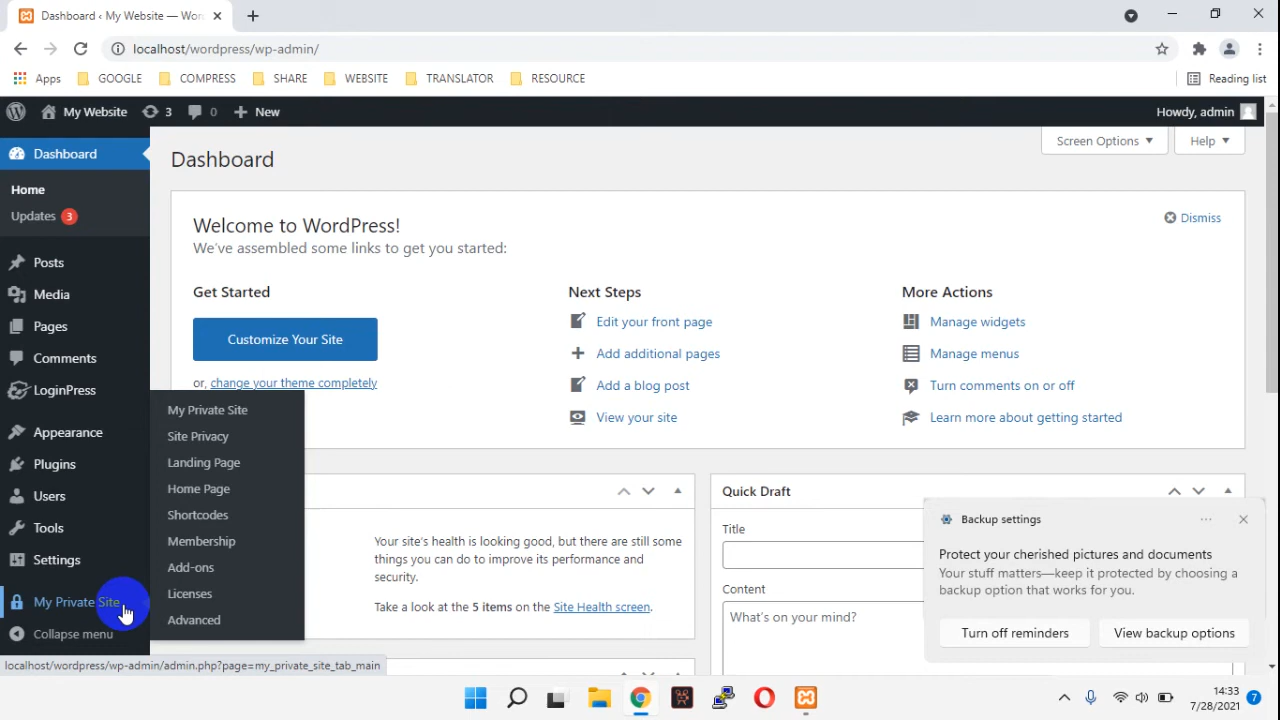 Dashboard ‹ My Website — Wor
localhost/wordpress/wp-admin/
Apps GOOGLE COMPRESS SHARE WEBSITE TRANSLATOR RESOURCE Reading list
My Website 3 0 New Howdy, admin
Dashboard
Home
Updates 3
Posts
Media
Pages
Comments
LoginPress
Appearance
Plugins
Users
Tools
Settings
My Private Site
Collapse menu
My Private Site
Site Privacy
Landing Page
Home Page
Shortcodes
Membership
Add-ons
Licenses
Advanced
Screen Options Help
Dashboard
Welcome to WordPress!
We've assembled some links to get you started:
Dismiss
Get Started
Customize Your Site
or, change your theme completely
Next Steps
Edit your front page
Add additional pages
Add a blog post
View your site
More Actions
Manage widgets
Manage menus
Turn comments on or off
Learn more about getting started
Your site's health is looking good, but there are still some
things you can do to improve its performance and
security.
Take a look at the 5 items on the Site Health screen.
Quick Draft
Title
Content
What's on your mind?
Backup settings
Protect your cherished pictures and documents
Your stuff matters—keep it protected by choosing a
backup option that works for you.
Turn off reminders View backup options
localhost/wordpress/wp-admin/admin.php?page=my_private_site_tab_main
14:33
7/28/2021
7